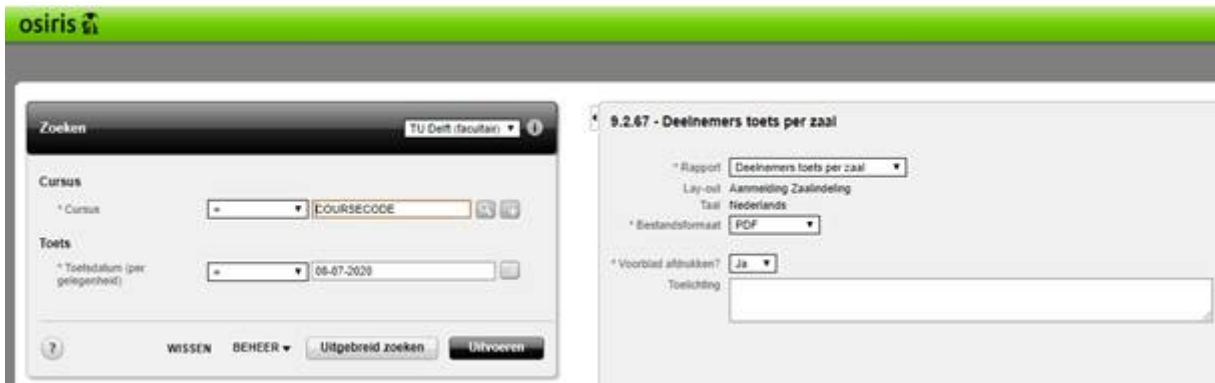 osiris
Zoeken TU Delft (facultair)
Cursus
* Cursus = COURSECODE
Toets
* Toetsdatum (per gelegenheid) = 08-07-2020
? WISSEN BEHEER Uitgebreid zoeken Uitvoeren
9.2.67 - Deelnemers toets per zaal
* Rapport Deelnemers toets per zaal
Lay-out Aanmelding Zaalindeling
Taal Nederlands
* Bestandsformaat PDF
* Voorblad afdrukken? Ja
Toelichting